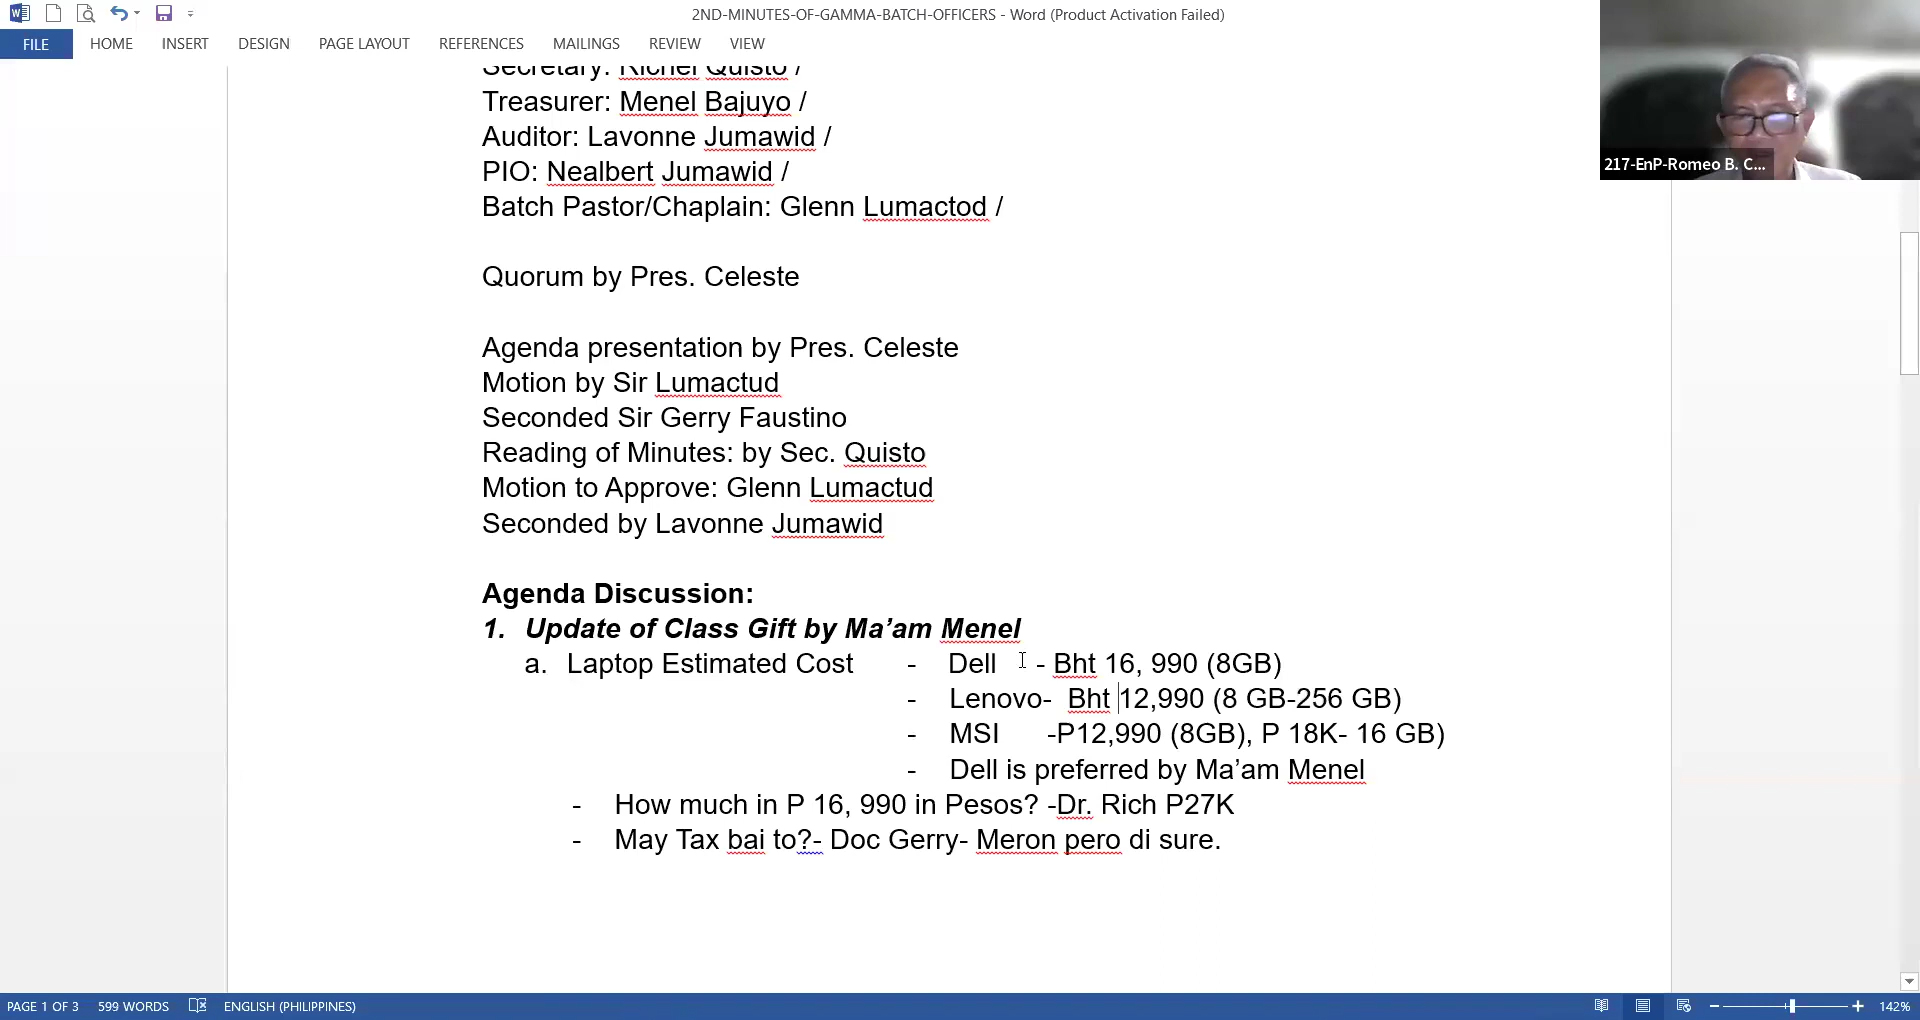 2ND-MINUTES-OF-GAMMA-BATCH-OFFICERS - Word (Product Activation Failed)
FILE HOME INSERT DESIGN PAGE LAYOUT REFERENCES MAILINGS REVIEW VIEW
217-EnP-Romeo B. C...
Secretary: Richel Quisto /
Treasurer: Menel Bajuyo /
Auditor: Lavonne Jumawid /
PIO: Nealbert Jumawid /
Batch Pastor/Chaplain: Glenn Lumactod /
Quorum by Pres. Celeste
Agenda presentation by Pres. Celeste
Motion by Sir Lumactud
Seconded Sir Gerry Faustino
Reading of Minutes: by Sec. Quisto
Motion to Approve: Glenn Lumactud
Seconded by Lavonne Jumawid
Agenda Discussion:
1. Update of Class Gift by Ma’am Menel
a. Laptop Estimated Cost - Dell - Bht 16, 990 (8GB)
- Lenovo- Bht 12,990 (8 GB-256 GB)
- MSI -P12,990 (8GB), P 18K- 16 GB)
- Dell is preferred by Ma’am Menel
- How much in P 16, 990 in Pesos? -Dr. Rich P27K
- May Tax bai to?- Doc Gerry- Meron pero di sure.
PAGE 1 OF 3 599 WORDS ENGLISH (PHILIPPINES) 142%